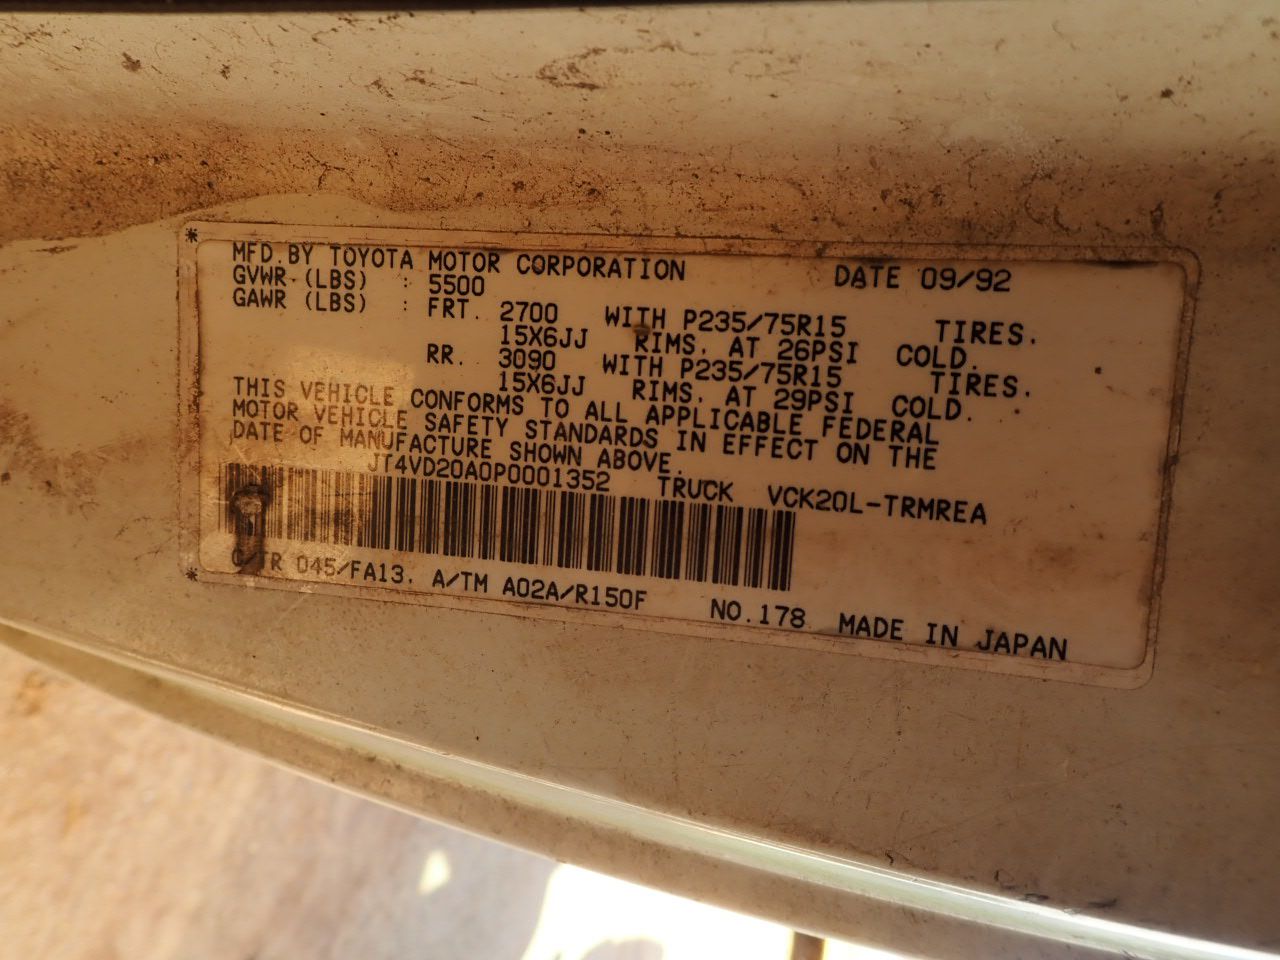 MFD. BY TOYOTA MOTOR CORPORATION DATE 09/92
GVWR (LBS) : 5500
GAWR (LBS) : FRT. 2700 WITH P235/75R15 TIRES.
15X6JJ RIMS. AT 26PSI COLD.
RR. 3090 WITH P235/75R15 TIRES.
15X6JJ RIMS. AT 29PSI COLD.
THIS VEHICLE CONFORMS TO ALL APPLICABLE FEDERAL
MOTOR VEHICLE SAFETY STANDARDS IN EFFECT ON THE
DATE OF MANUFACTURE SHOWN ABOVE.
JT4VD20A0P0001352 TRUCK VCK20L-TRMREA
C/TR 045/FA13. A/TM A02A/R150F NO.178 MADE IN JAPAN